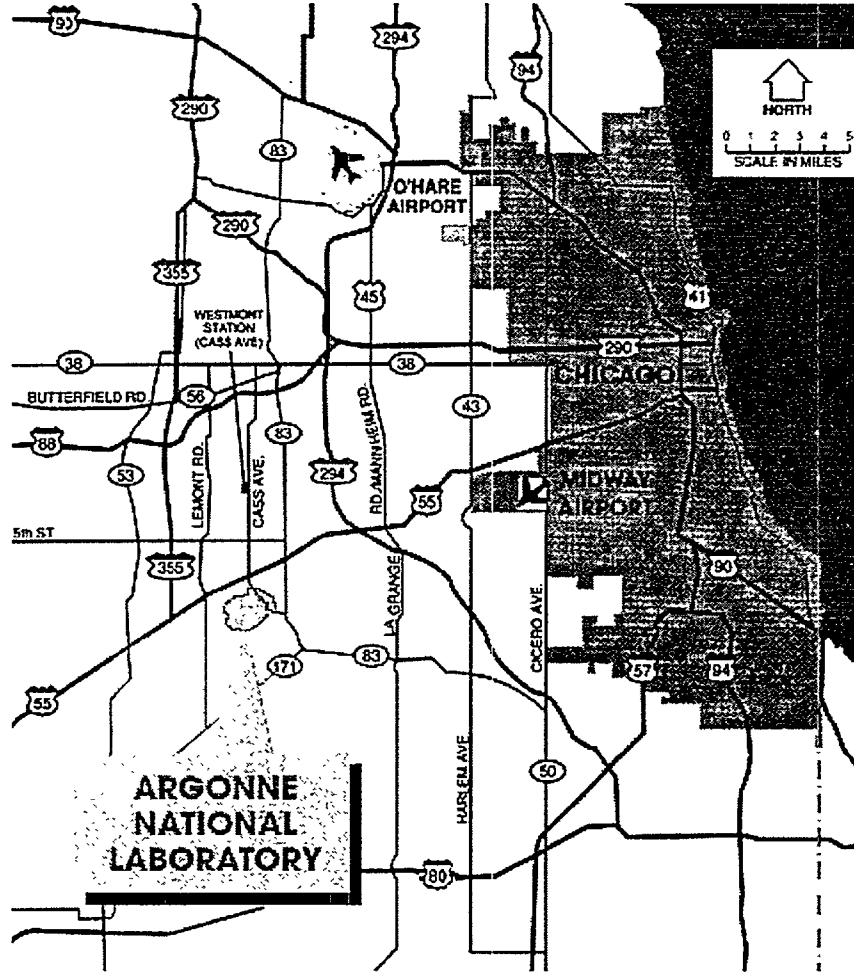 90
294
94
NORTH
0 1 2 3 4 5
SCALE IN MILES
290
83
O'HARE
AIRPORT
290
355
45
41
WESTMONT
STATION
(CASS AVE)
290
38
38
CHICAGO
BUTTERFIELD RD.
56
RD./MANNHEIM RD.
43
88
83
53
LEMONT RD.
CASS AVE.
294
55
MIDWAY
AIRPORT
5th ST
355
90
LA GRANGE
CICERO AVE.
83
171
57
94
55
ARGONNE
NATIONAL
LABORATORY
HARLEM AVE
50
80